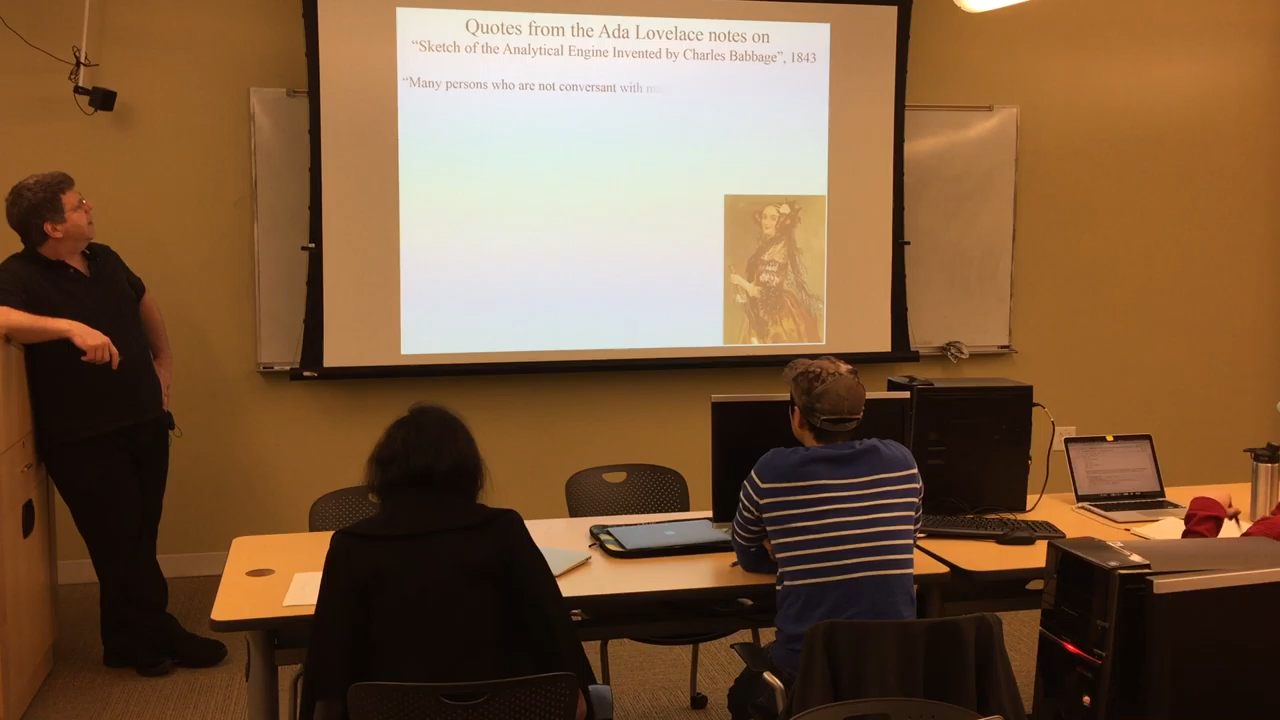 Quotes from the Ada Lovelace notes on
“Sketch of the Analytical Engine Invented by Charles Babbage”, 1843
“Many persons who are not conversant with